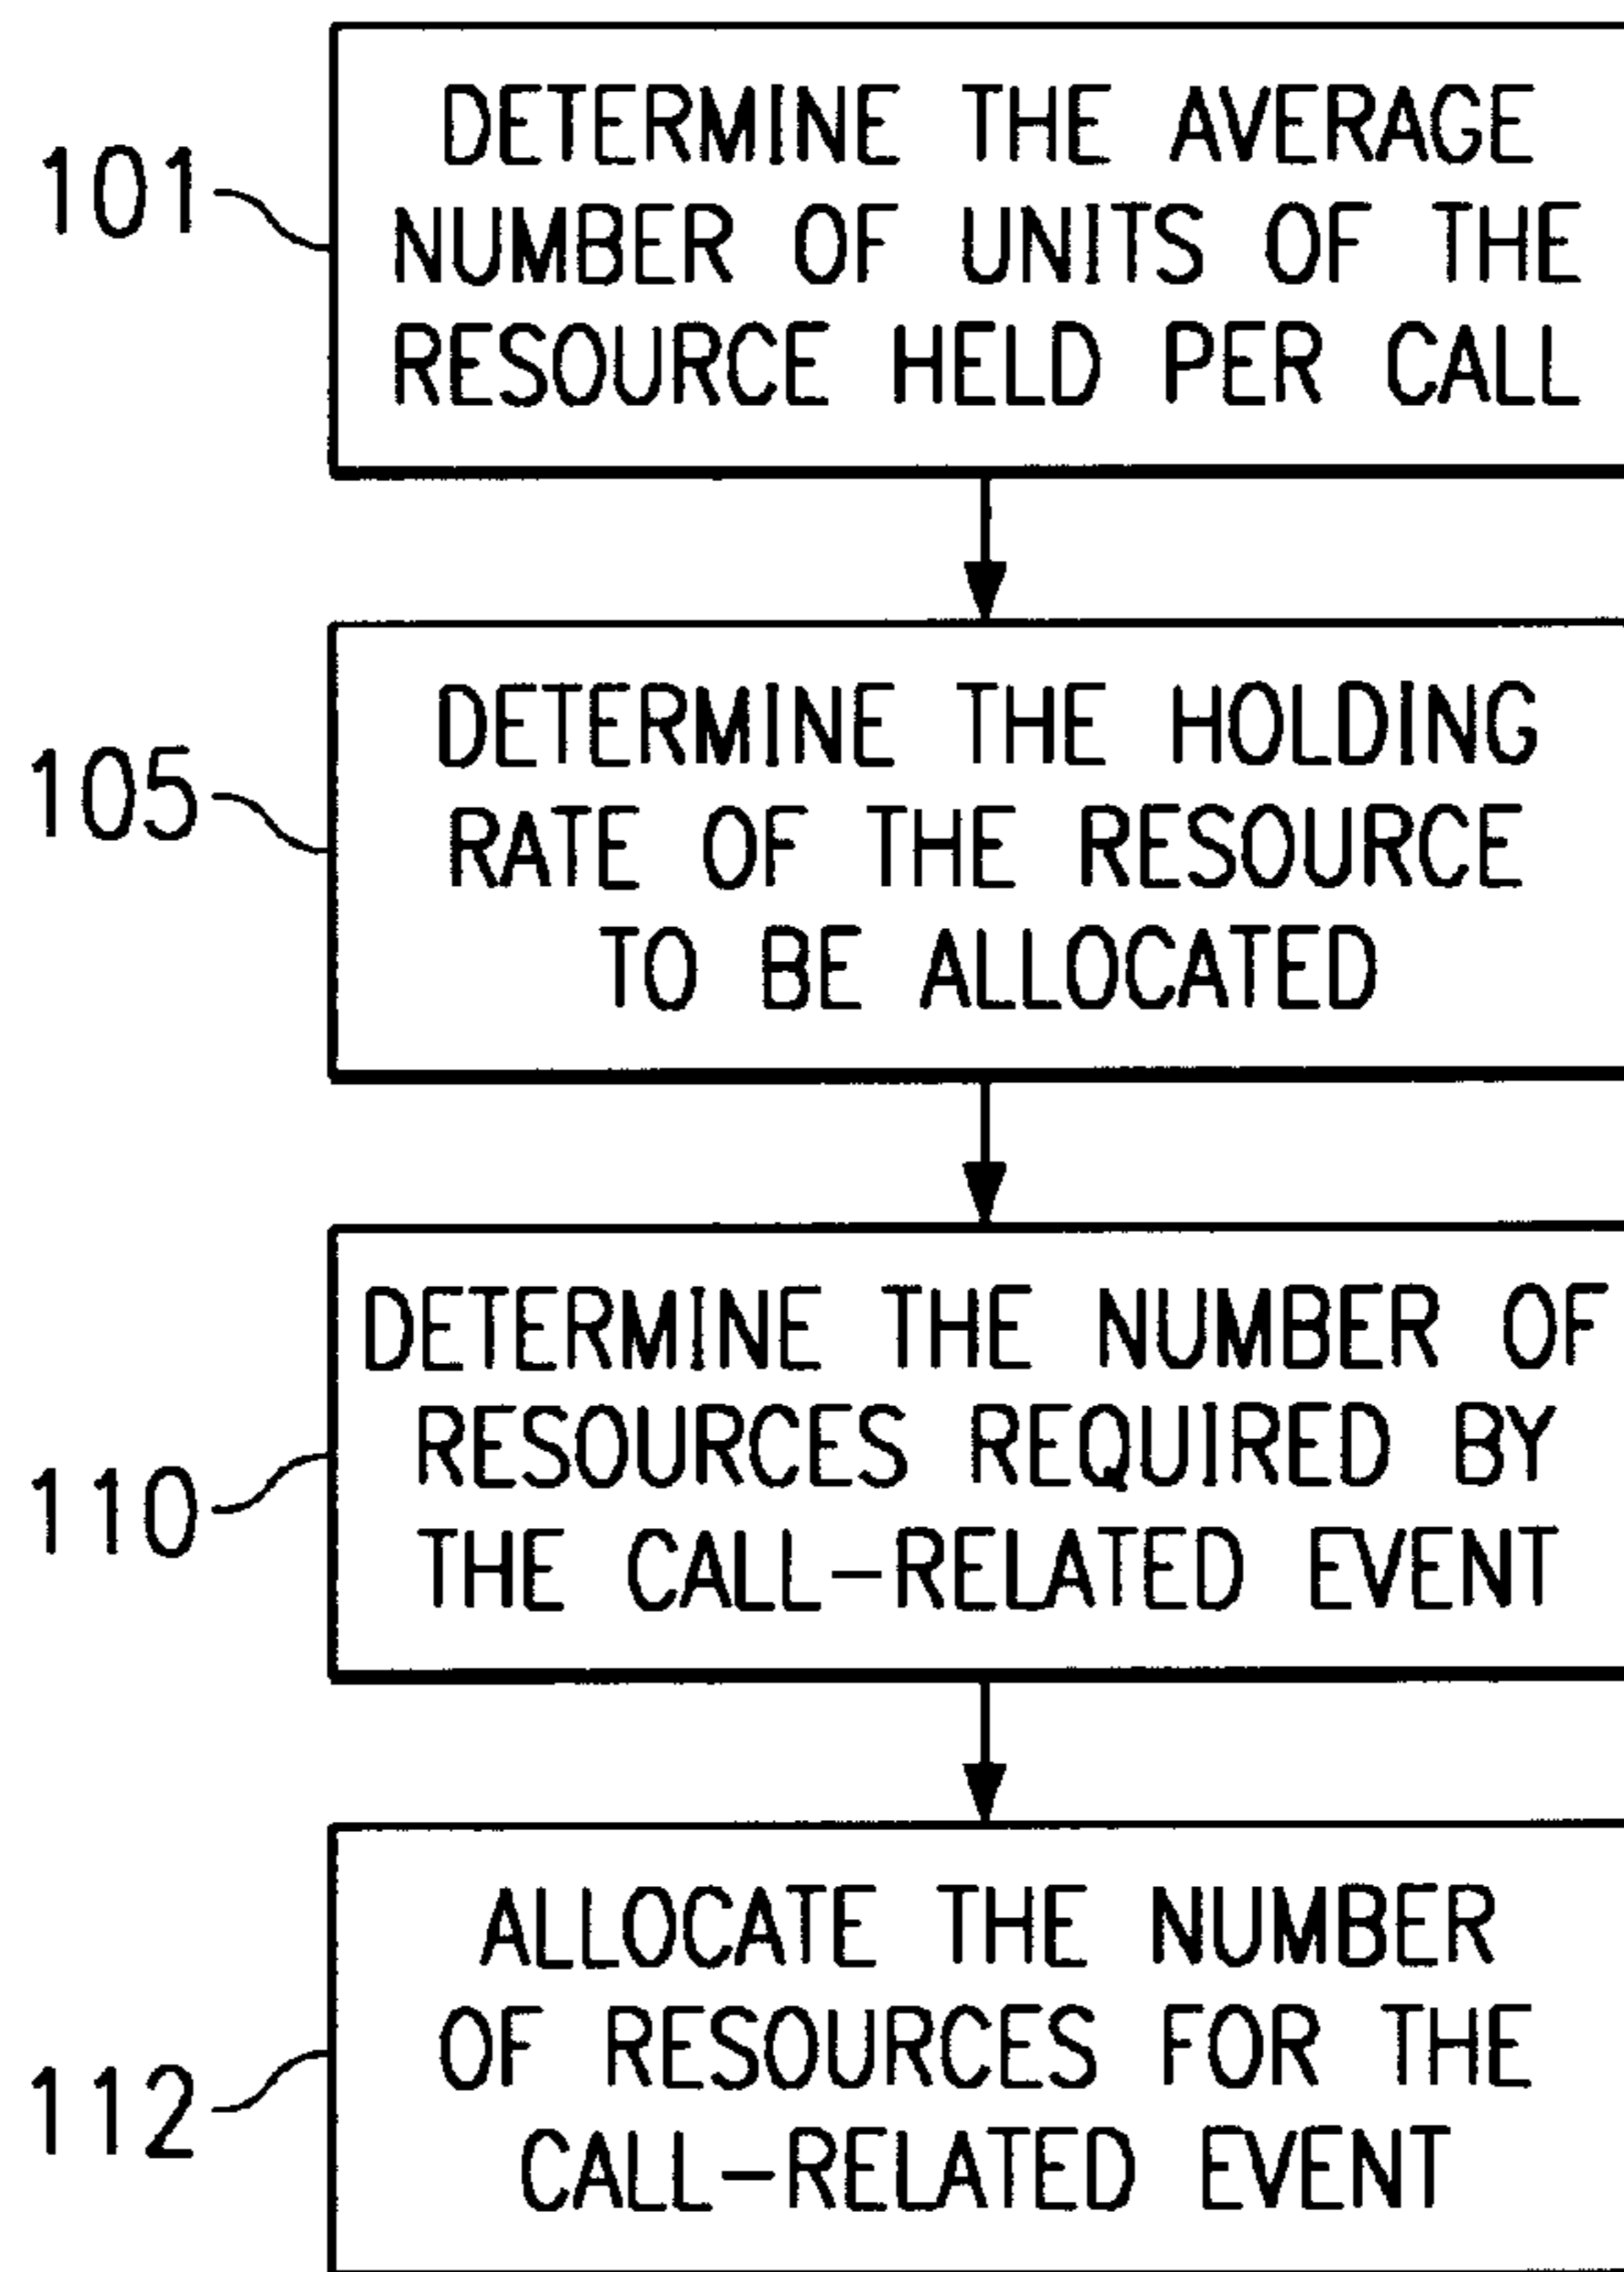 DETERMINE THE AVERAGE
101
NUMBER OF UNITS OF THE
RESOURCE HELD PER CALL
DETERMINE THE HOLDING
105
RATE OF THE RESOURCE
TO BE ALLOCATED
DETERMINE THE NUMBER OF
RESOURCES REQUIRED BY
110
THE CALL-RELATED EVENT
ALLOCATE THE NUMBER
OF RESOURCES FOR THE
112
CALL-RELATED EVENT